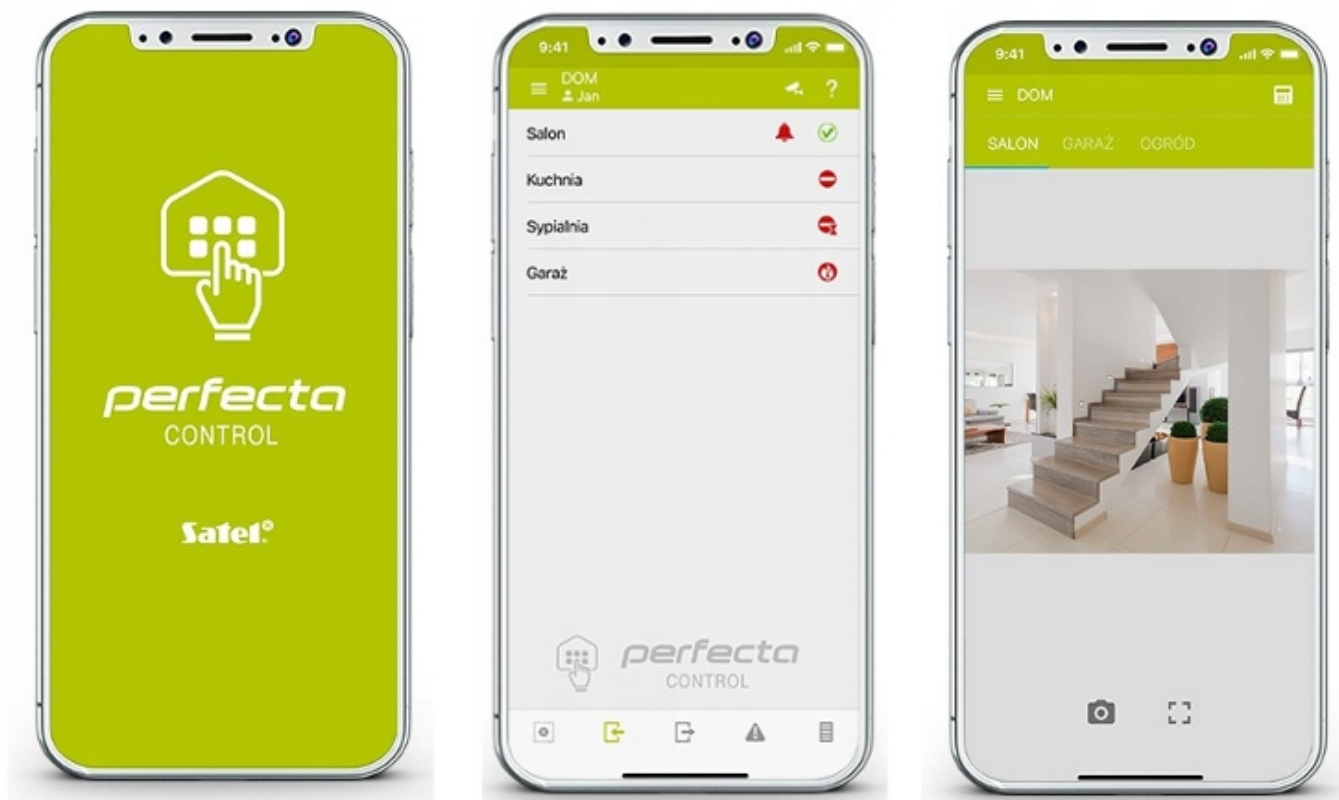 perfecta
CONTROL
Satel®
9:41
DOM
Jan
?
Salon
Kuchnia
Sypialnia
Garaż
perfecta
CONTROL
9:41
DOM
SALON GARAŻ OGRÓD